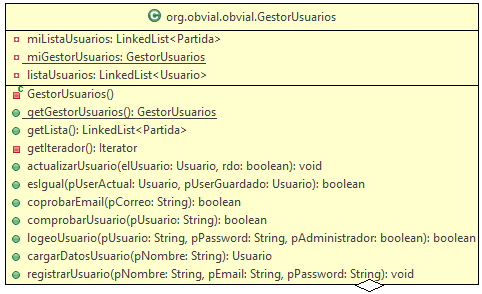 C org.obvial.obvial.GestorUsuarios
miListaUsuarios: LinkedList<Partida>
miGestorUsuarios: GestorUsuarios
listaUsuarios: LinkedList<Usuario>
C GestorUsuarios()
getGestorUsuarios(): GestorUsuarios
getLista(): LinkedList<Partida>
getIterador(): Iterator
actualizarUsuario(elUsuario: Usuario, rdo: boolean): void
esIgual(pUserActual: Usuario, pUserGuardado: Usuario): boolean
coprobarEmail(pCorreo: String): boolean
comprobarUsuario(pUsuario: String): boolean
logeoUsuario(pUsuario: String, pPassword: String, pAdministrador: boolean): boolean
cargarDatosUsuario(pNombre: String): Usuario
registrarUsuario(pNombre: String, pEmail: String, pPassword: String): void